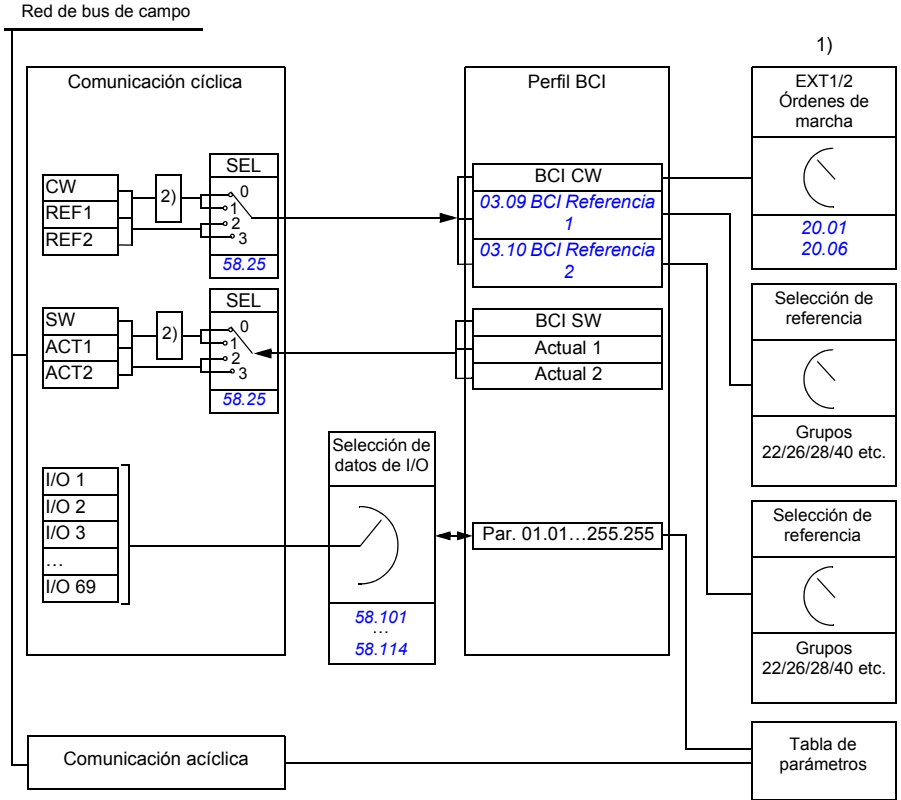 Red de bus de campo
1)
Comunicación cíclica
SEL
CW
REF1
REF2
2)
0
1
2
3
58.25
SEL
SW
ACT1
ACT2
2)
0
1
2
3
58.25
I/O 1
I/O 2
I/O 3
…
I/O 69
Selección de
datos de I/O
58.101
…
58.114
Perfil BCI
BCI CW
03.09 BCI Referencia
1
03.10 BCI Referencia
2
BCI SW
Actual 1
Actual 2
Par. 01.01…255.255
EXT1/2
Órdenes de
marcha
20.01
20.06
Selección de
referencia
Grupos
22/26/28/40 etc.
Selección de
referencia
Grupos
22/26/28/40 etc.
Comunicación acíclica
Tabla de
parámetros